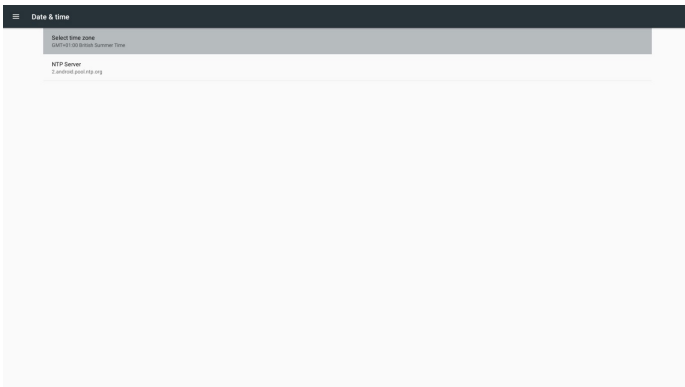 Date & time
Select time zone
GMT+01:00 British Summer Time
NTP Server
2.android.pool.ntp.org